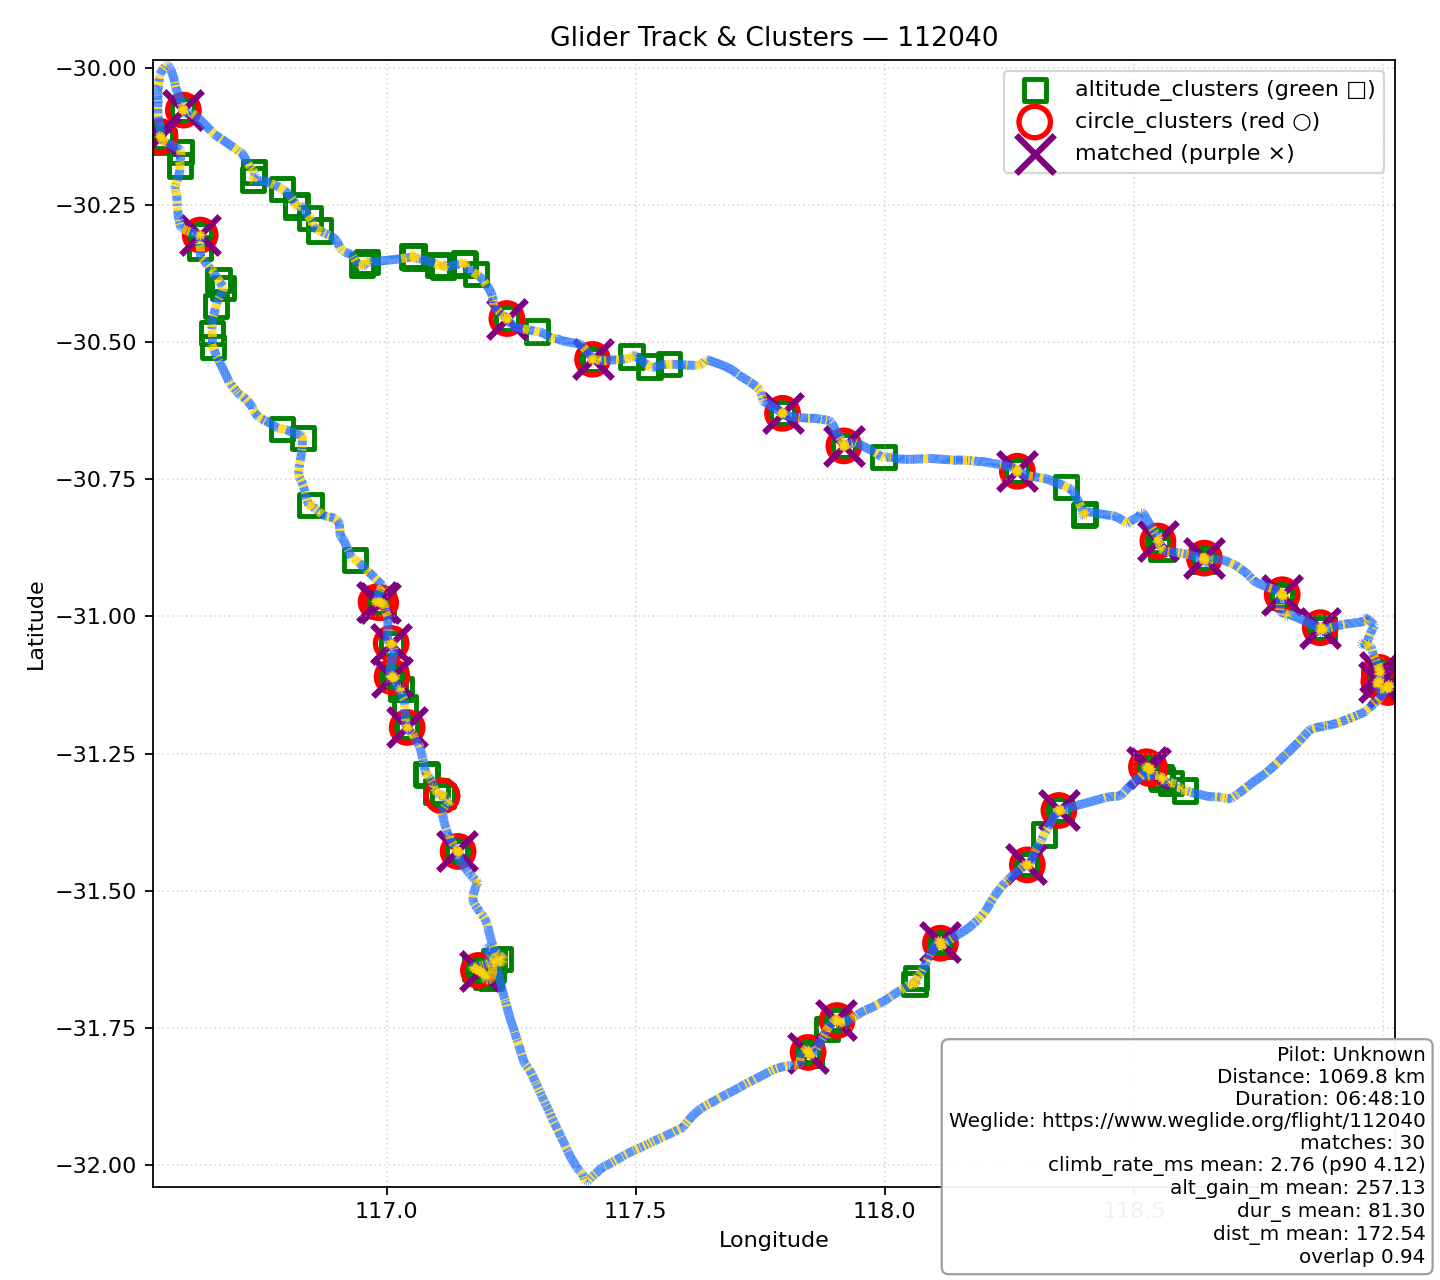 Glider Track & Clusters — 112040
altitude_clusters (green □)
circle_clusters (red ○)
matched (purple ×)
Latitude
−30.00
−30.25
−30.50
−30.75
−31.00
−31.25
−31.50
−31.75
−32.00
117.0
117.5
118.0
118.5
Longitude
Pilot: Unknown
Distance: 1069.8 km
Duration: 06:48:10
Weglide: https://www.weglide.org/flight/112040
matches: 30
climb_rate_ms mean: 2.76 (p90 4.12)
alt_gain_m mean: 257.13
dur_s mean: 81.30
dist_m mean: 172.54
overlap 0.94